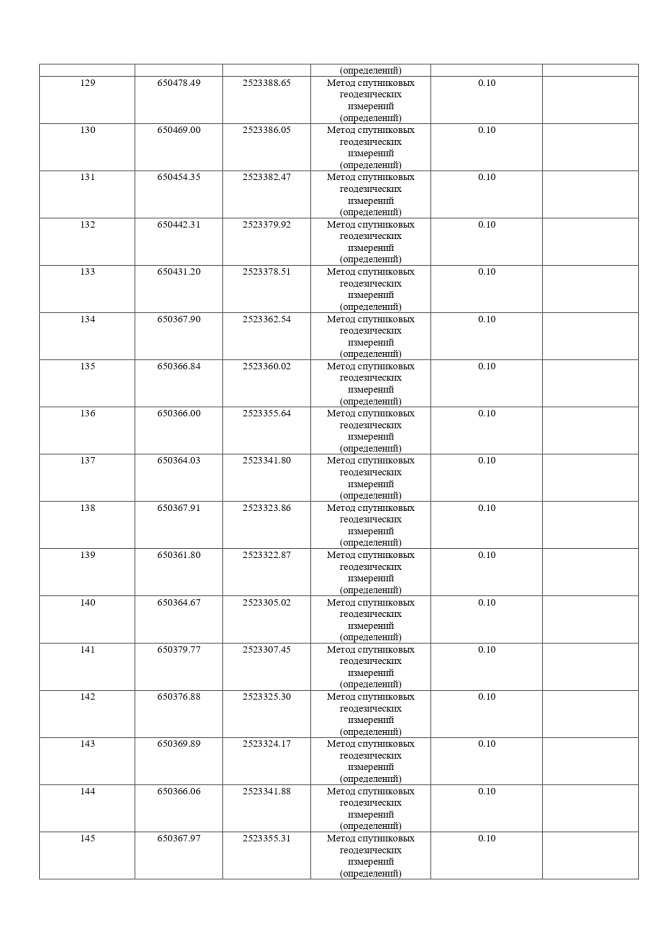 (определений)
129 650478.49 2523388.65 Метод спутниковых 0.10
геодезических
измерений
(определений)
130 650469.00 2523386.05 Метод спутниковых 0.10
геодезических
измерений
(определений)
131 650454.35 2523382.47 Метод спутниковых 0.10
геодезических
измерений
(определений)
132 650442.31 2523379.92 Метод спутниковых 0.10
геодезических
измерений
(определений)
133 650431.20 2523378.51 Метод спутниковых 0.10
геодезических
измерений
(определений)
134 650367.90 2523362.54 Метод спутниковых 0.10
геодезических
измерений
(определений)
135 650366.84 2523360.02 Метод спутниковых 0.10
геодезических
измерений
(определений)
136 650366.00 2523355.64 Метод спутниковых 0.10
геодезических
измерений
(определений)
137 650364.03 2523341.80 Метод спутниковых 0.10
геодезических
измерений
(определений)
138 650367.91 2523323.86 Метод спутниковых 0.10
геодезических
измерений
(определений)
139 650361.80 2523322.87 Метод спутниковых 0.10
геодезических
измерений
(определений)
140 650364.67 2523305.02 Метод спутниковых 0.10
геодезических
измерений
(определений)
141 650379.77 2523307.45 Метод спутниковых 0.10
геодезических
измерений
(определений)
142 650376.88 2523325.30 Метод спутниковых 0.10
геодезических
измерений
(определений)
143 650369.89 2523324.17 Метод спутниковых 0.10
геодезических
измерений
(определений)
144 650366.06 2523341.88 Метод спутниковых 0.10
геодезических
измерений
(определений)
145 650367.97 2523355.31 Метод спутниковых 0.10
геодезических
измерений
(определений)